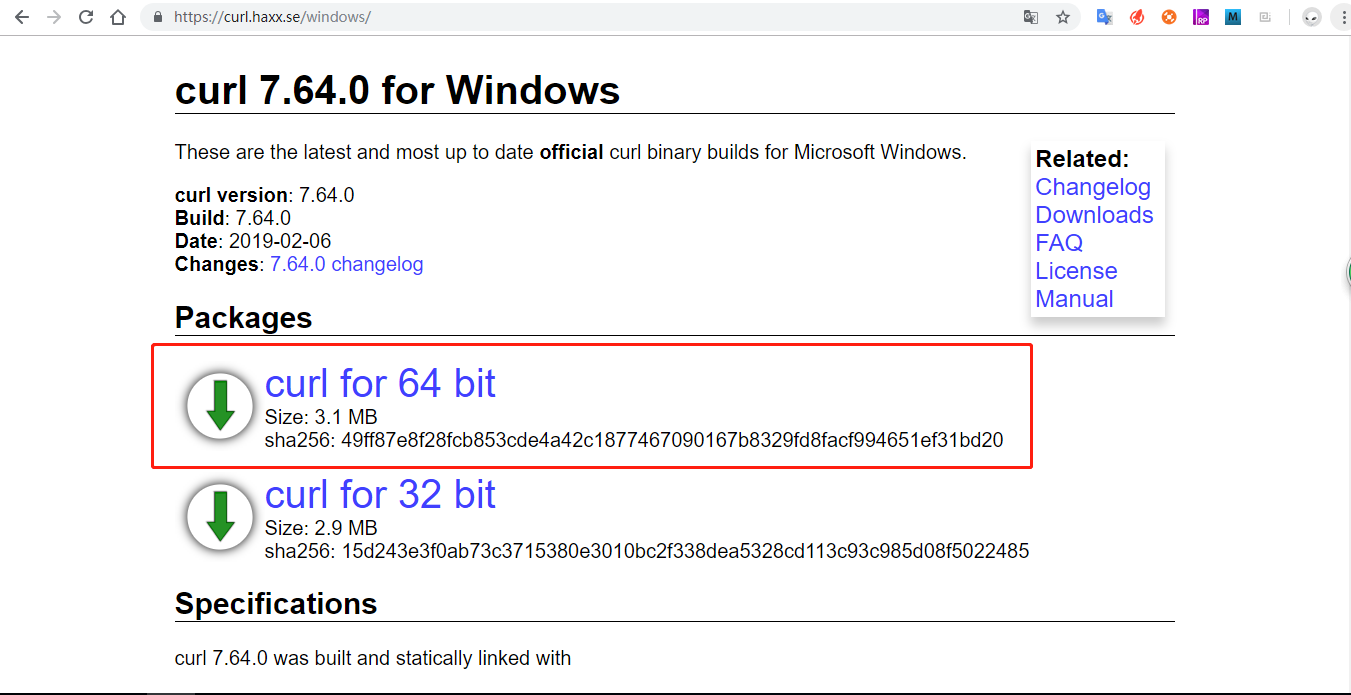 https://curl.haxx.se/windows/
curl 7.64.0 for Windows
These are the latest and most up to date official curl binary builds for Microsoft Windows.
curl version: 7.64.0
Build: 7.64.0
Date: 2019-02-06
Changes: 7.64.0 changelog
Related:
Changelog
Downloads
FAQ
License
Manual
Packages
curl for 64 bit
Size: 3.1 MB
sha256: 49ff87e8f28fcb853cde4a42c1877467090167b8329fd8facf994651ef31bd20
curl for 32 bit
Size: 2.9 MB
sha256: 15d243e3f0ab73c3715380e3010bc2f338dea5328cd113c93c985d08f5022485
Specifications
curl 7.64.0 was built and statically linked with